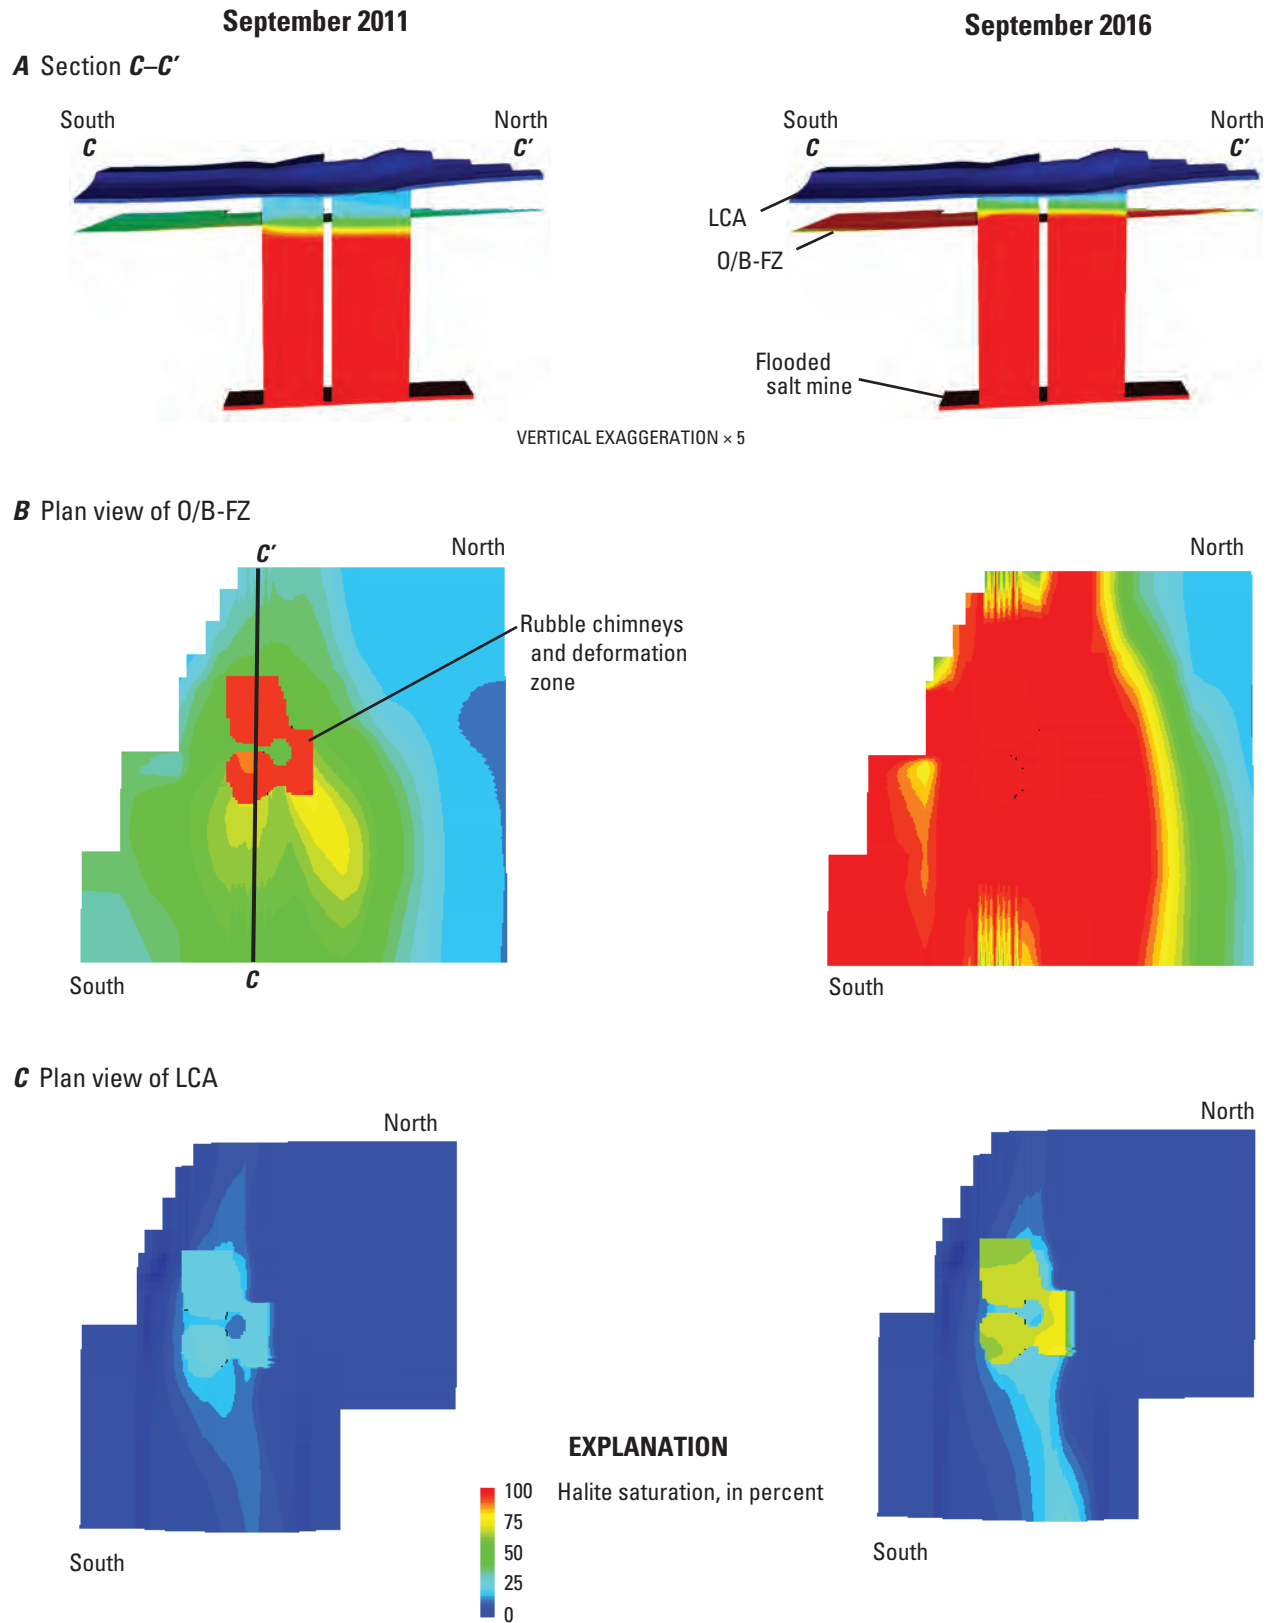 September 2011
September 2016
A Section C–C′
South
C
North
C′
South
C
North
C′
LCA
O/B-FZ
Flooded
salt mine
VERTICAL EXAGGERATION × 5
B Plan view of O/B-FZ
C′
North
North
Rubble chimneys
and deformation
zone
South
C
South
C Plan view of LCA
North
North
EXPLANATION
100 Halite saturation, in percent
75
50
25
0
South
South